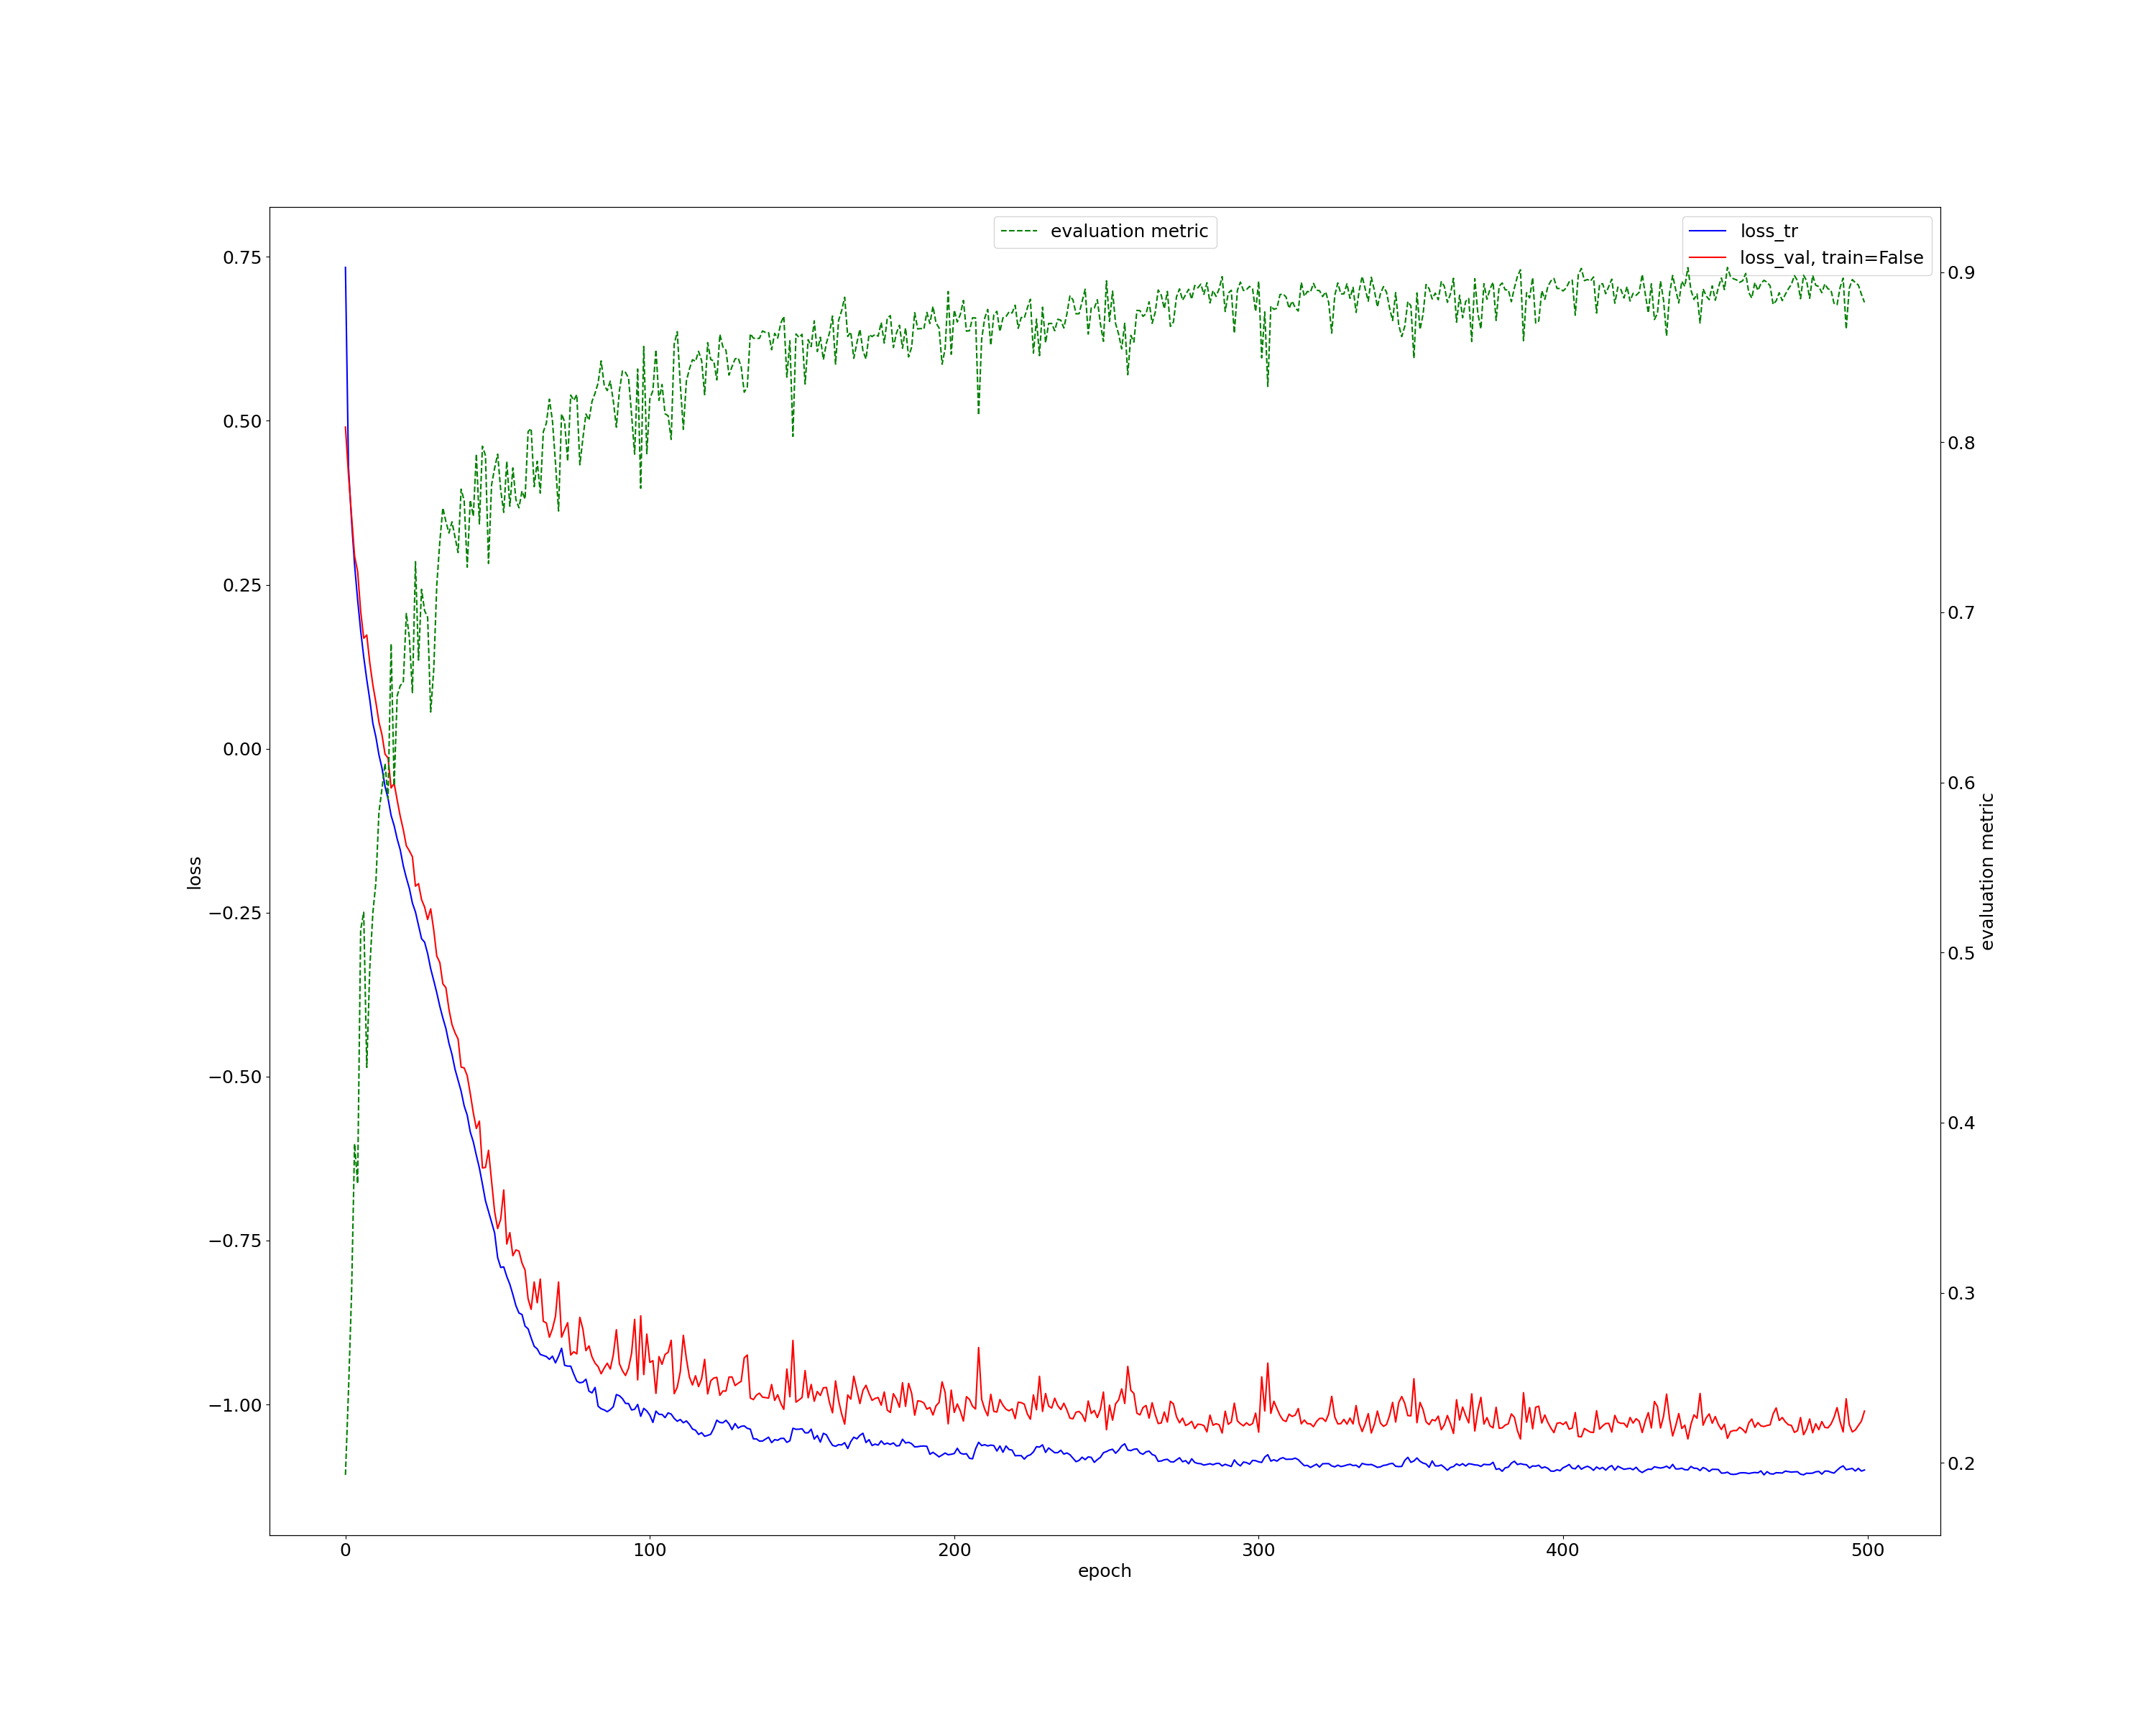 evaluation metric
loss_tr
loss_val, train=False
0.75
0.50
0.25
0.00
−0.25
−0.50
−0.75
−1.00
loss
0.9
0.8
0.7
0.6
0.5
0.4
0.3
0.2
evaluation metric
0 100 200 300 400 500
epoch